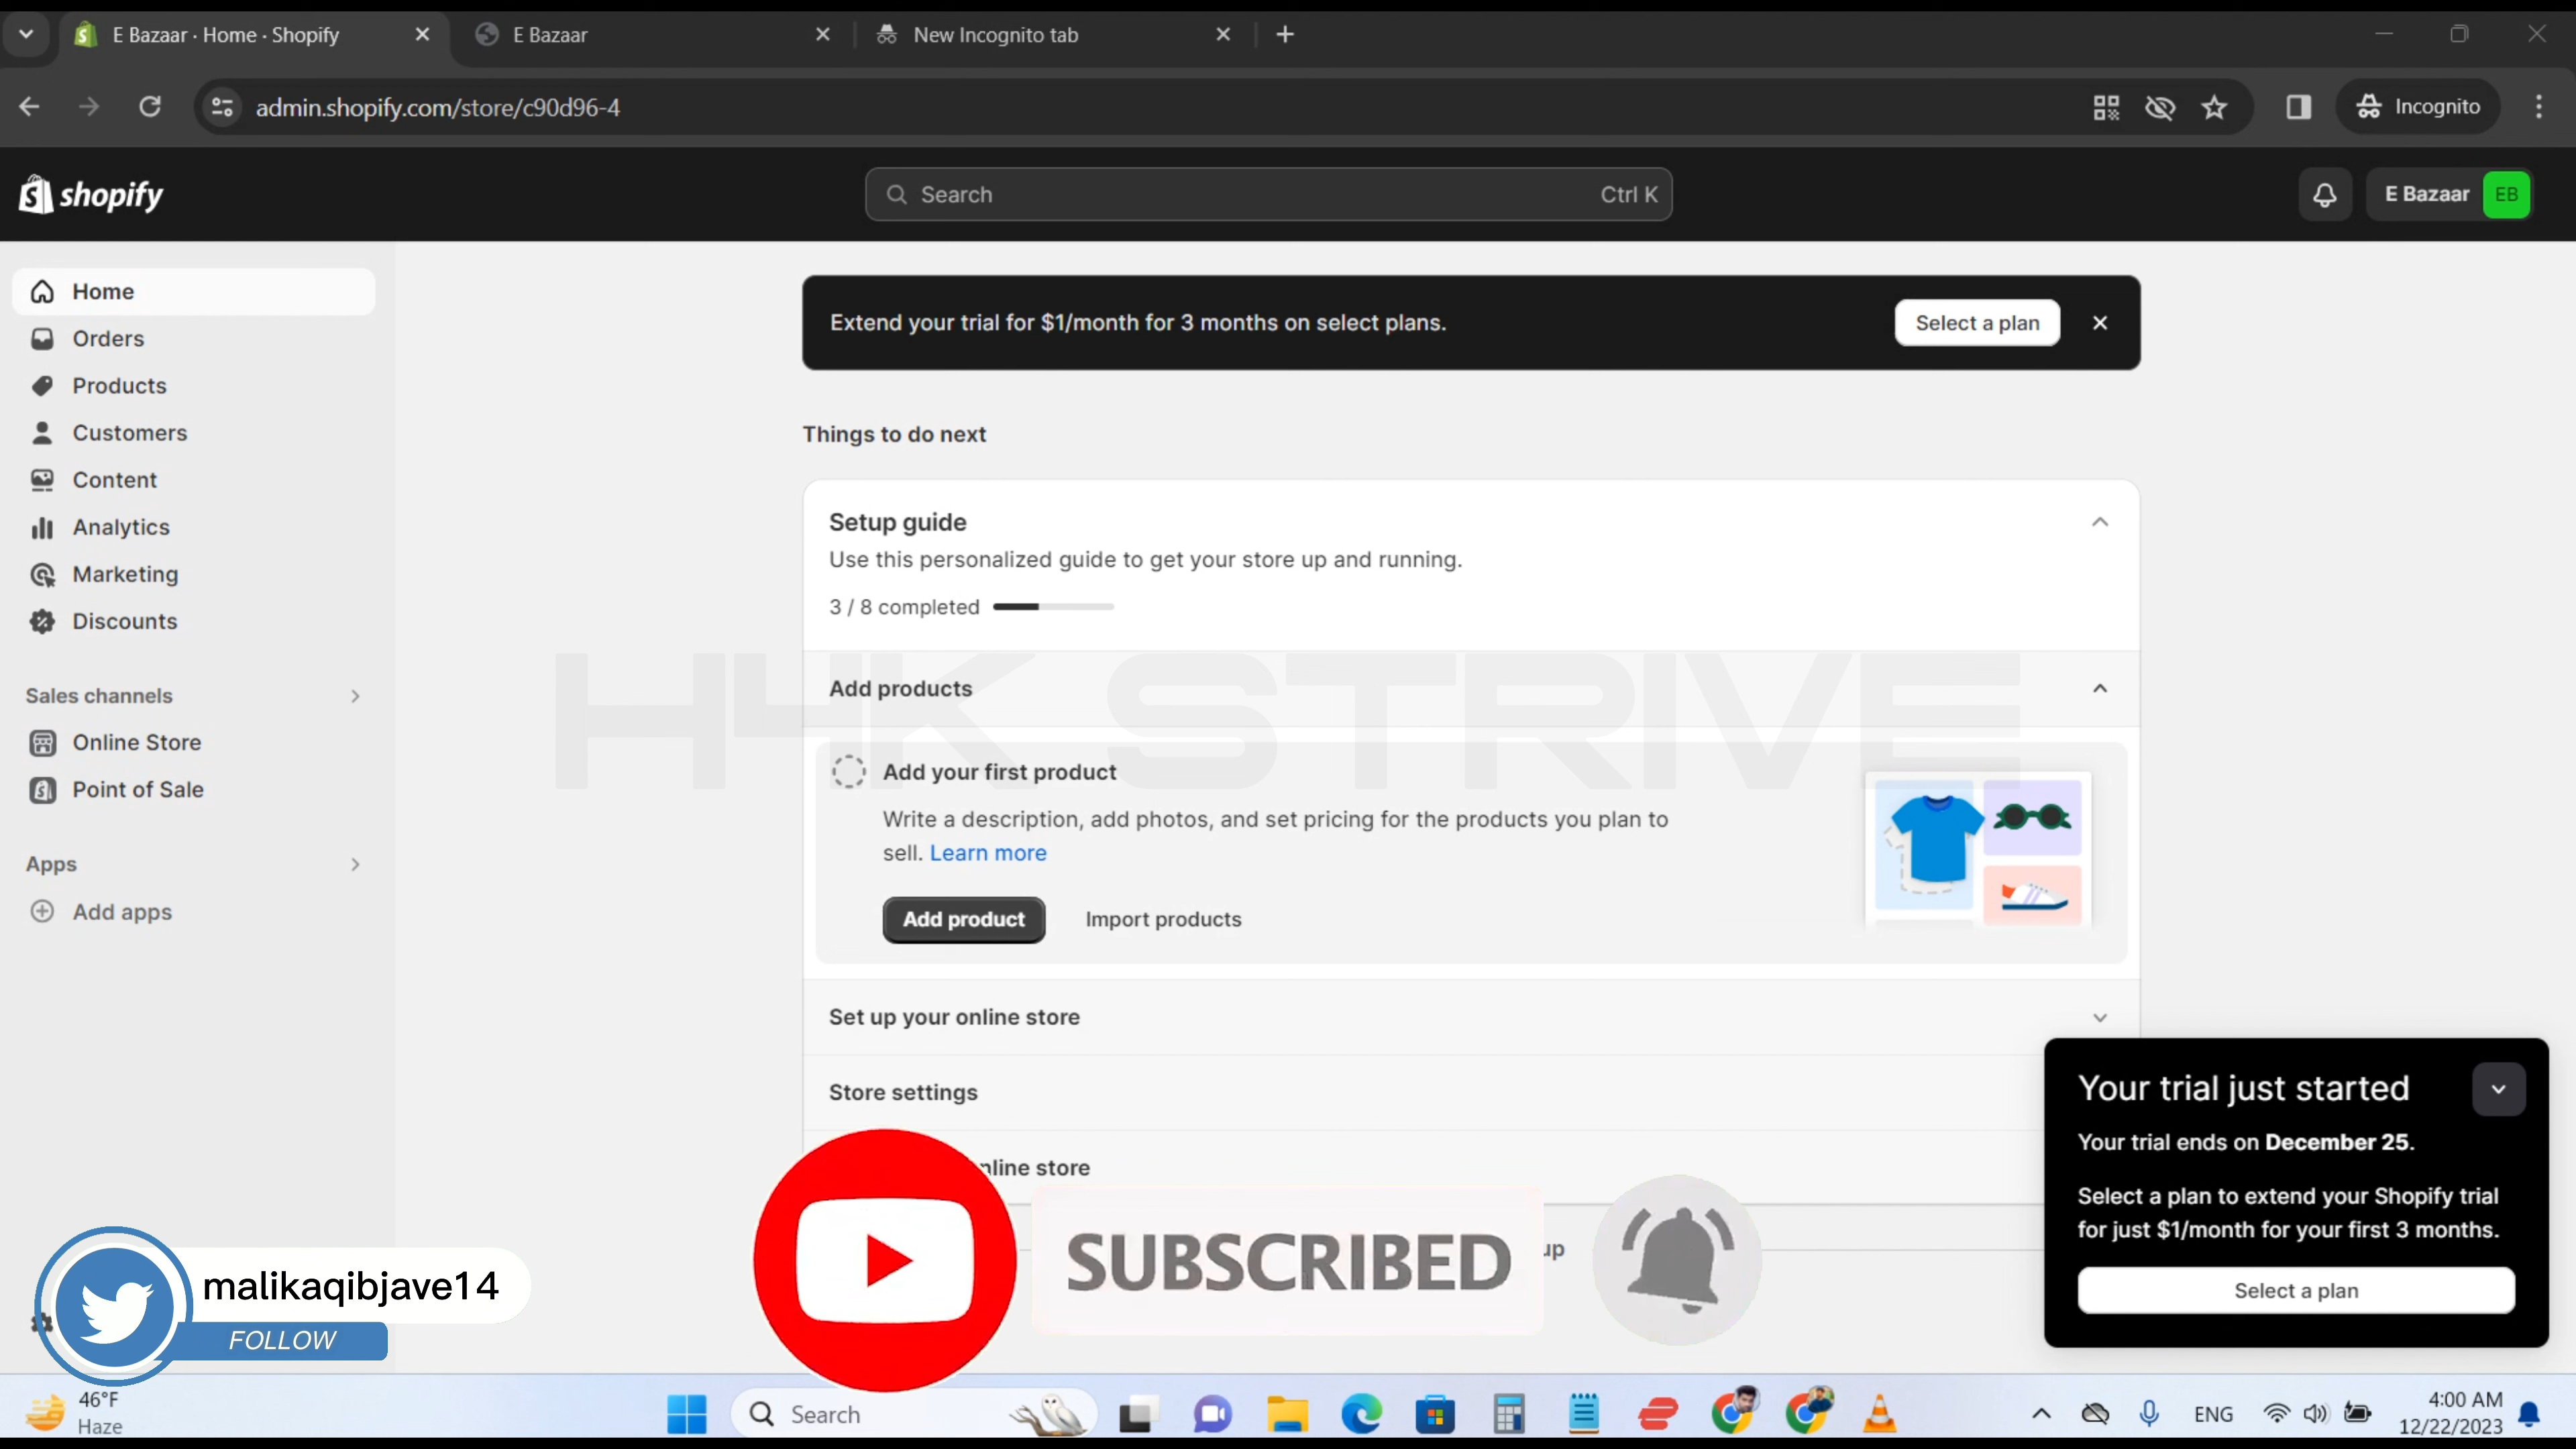 E Bazaar · Home · Shopify
E Bazaar
New Incognito tab
admin.shopify.com/store/c90d96-4
Incognito
shopify
Search
Ctrl K
E Bazaar
EB
Home
Orders
Products
Customers
Content
Analytics
Marketing
Discounts
Sales channels
Online Store
Point of Sale
Apps
Add apps
Extend your trial for $1/month for 3 months on select plans.
Select a plan
Things to do next
Setup guide
Use this personalized guide to get your store up and running.
3 / 8 completed
H4K STRIVE
Add products
Add your first product
Write a description, add photos, and set pricing for the products you plan to
sell. Learn more
Add product
Import products
Set up your online store
Store settings
online store
up
Your trial just started
Your trial ends on December 25.
Select a plan to extend your Shopify trial
for just $1/month for your first 3 months.
Select a plan
SUBSCRIBED
malikaqibjave14
FOLLOW
46°F
Haze
Search
ENG
4:00 AM
12/22/2023